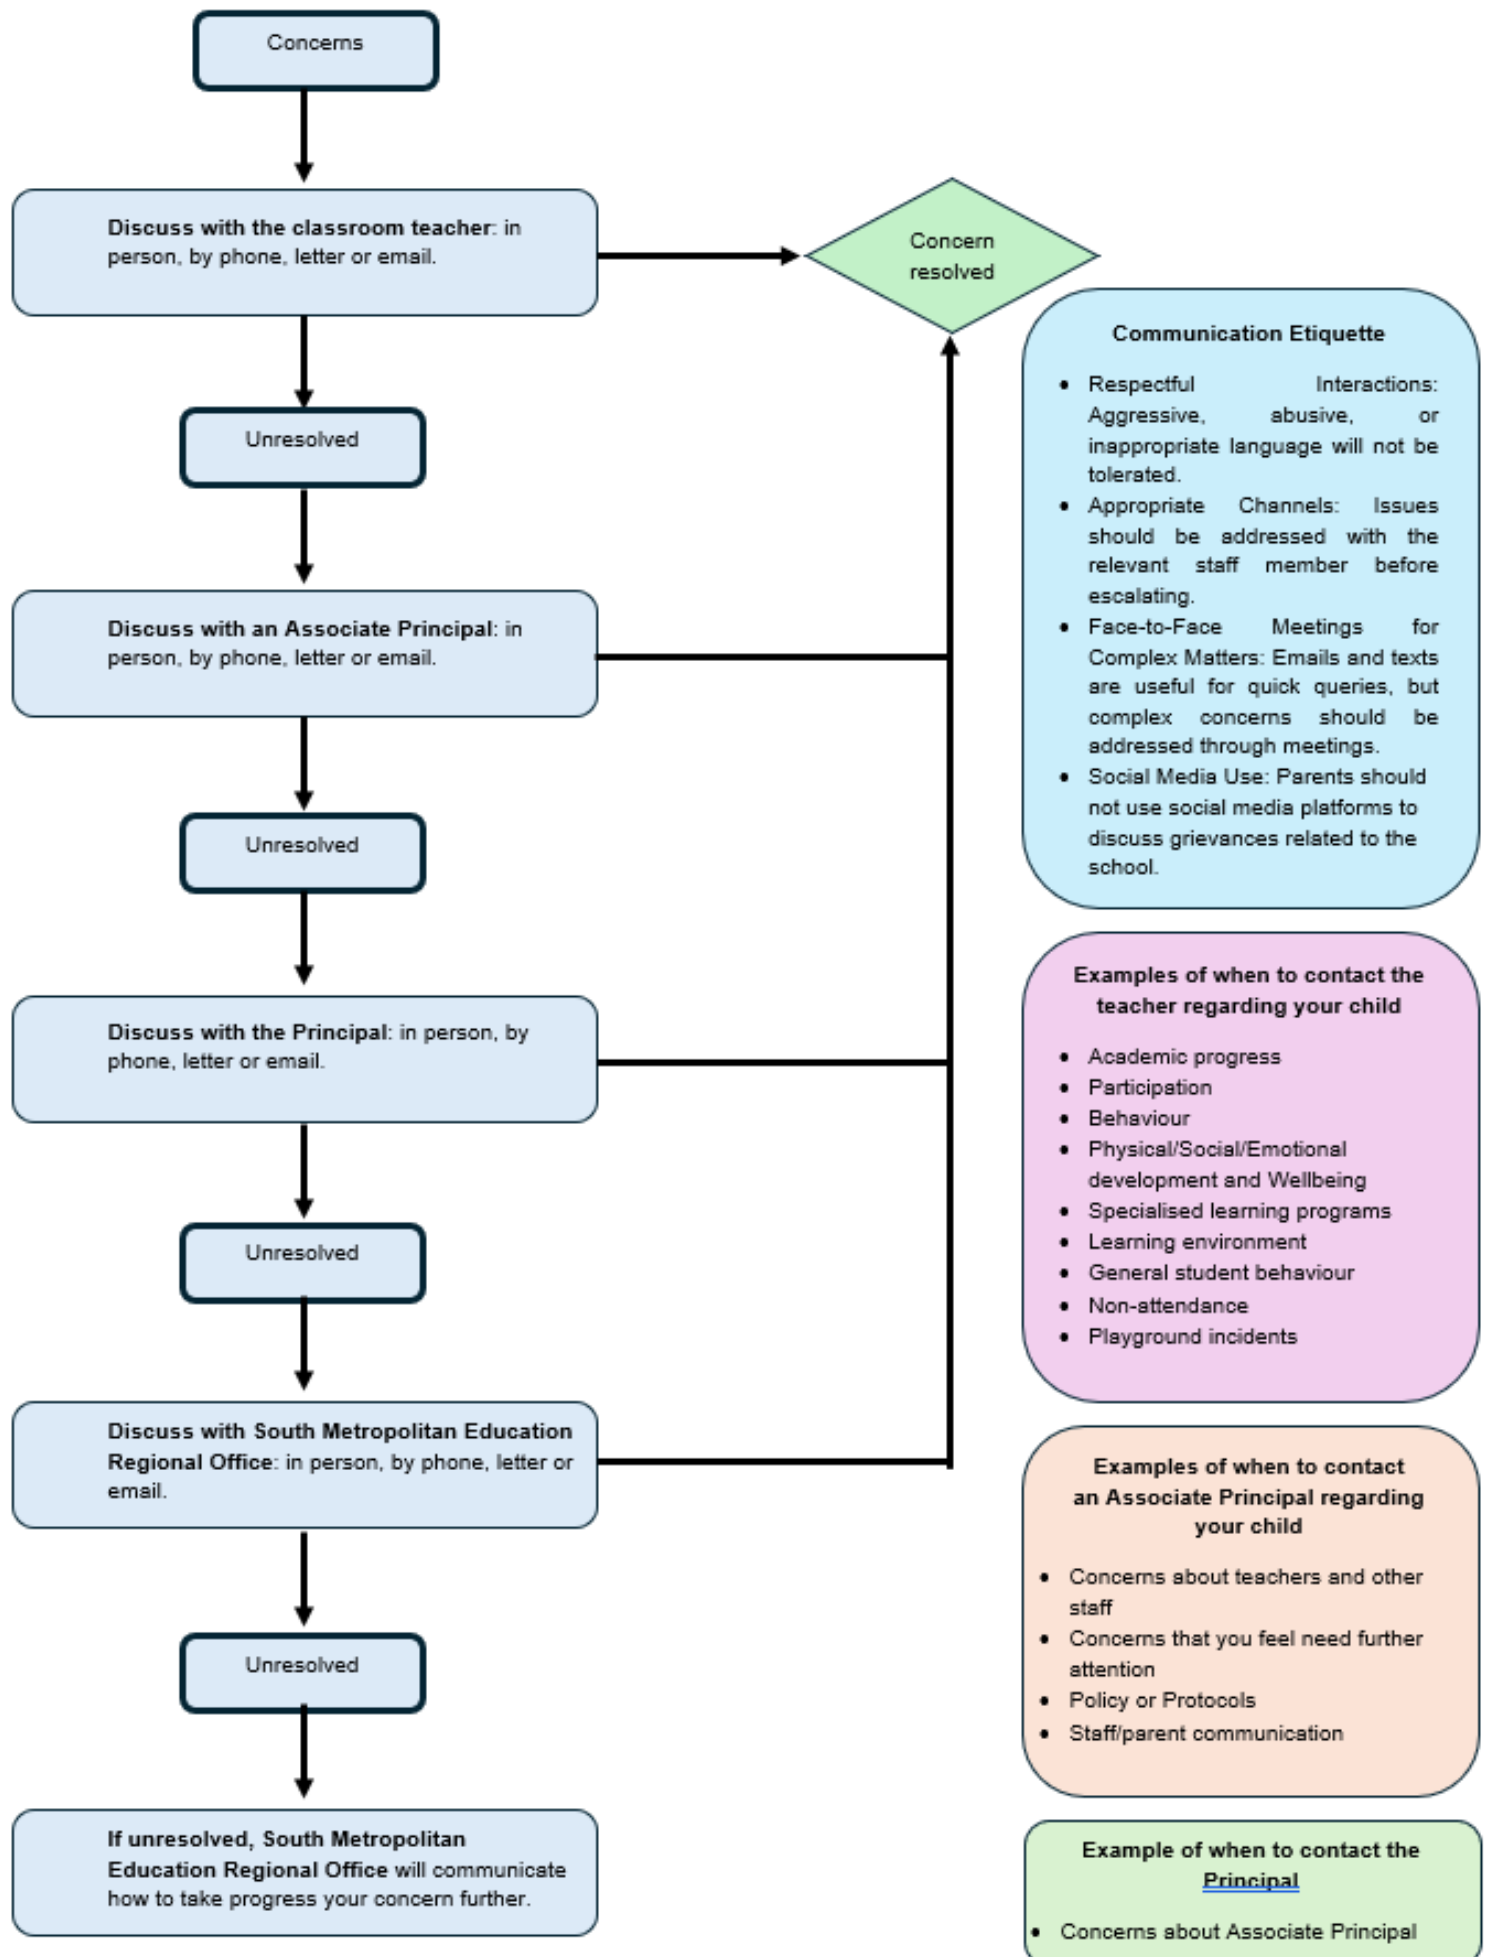 Concerns
Discuss with the classroom teacher: in
person, by phone, letter or email.
Concern
resolved
Unresolved
Discuss with an Associate Principal: in
person, by phone, letter or email.
Unresolved
Discuss with the Principal: in person, by
phone, letter or email.
Unresolved
Discuss with South Metropolitan Education
Regional Office: in person, by phone, letter or
email.
Unresolved
If unresolved, South Metropolitan
Education Regional Office will communicate
how to take progress your concern further.
Communication Etiquette
• Respectful Interactions:
Aggressive, abusive, or
inappropriate language will not be
tolerated.
• Appropriate Channels: Issues
should be addressed with the
relevant staff member before
escalating.
• Face-to-Face Meetings for
Complex Matters: Emails and texts
are useful for quick queries, but
complex concerns should be
addressed through meetings.
• Social Media Use: Parents should
not use social media platforms to
discuss grievances related to the
school.
Examples of when to contact the
teacher regarding your child
• Academic progress
• Participation
• Behaviour
• Physical/Social/Emotional
development and Wellbeing
• Specialised learning programs
• Learning environment
• General student behaviour
• Non-attendance
• Playground incidents
Examples of when to contact
an Associate Principal regarding
your child
• Concerns about teachers and other
staff
• Concerns that you feel need further
attention
• Policy or Protocols
• Staff/parent communication
Example of when to contact the
Principal
• Concerns about Associate Principal